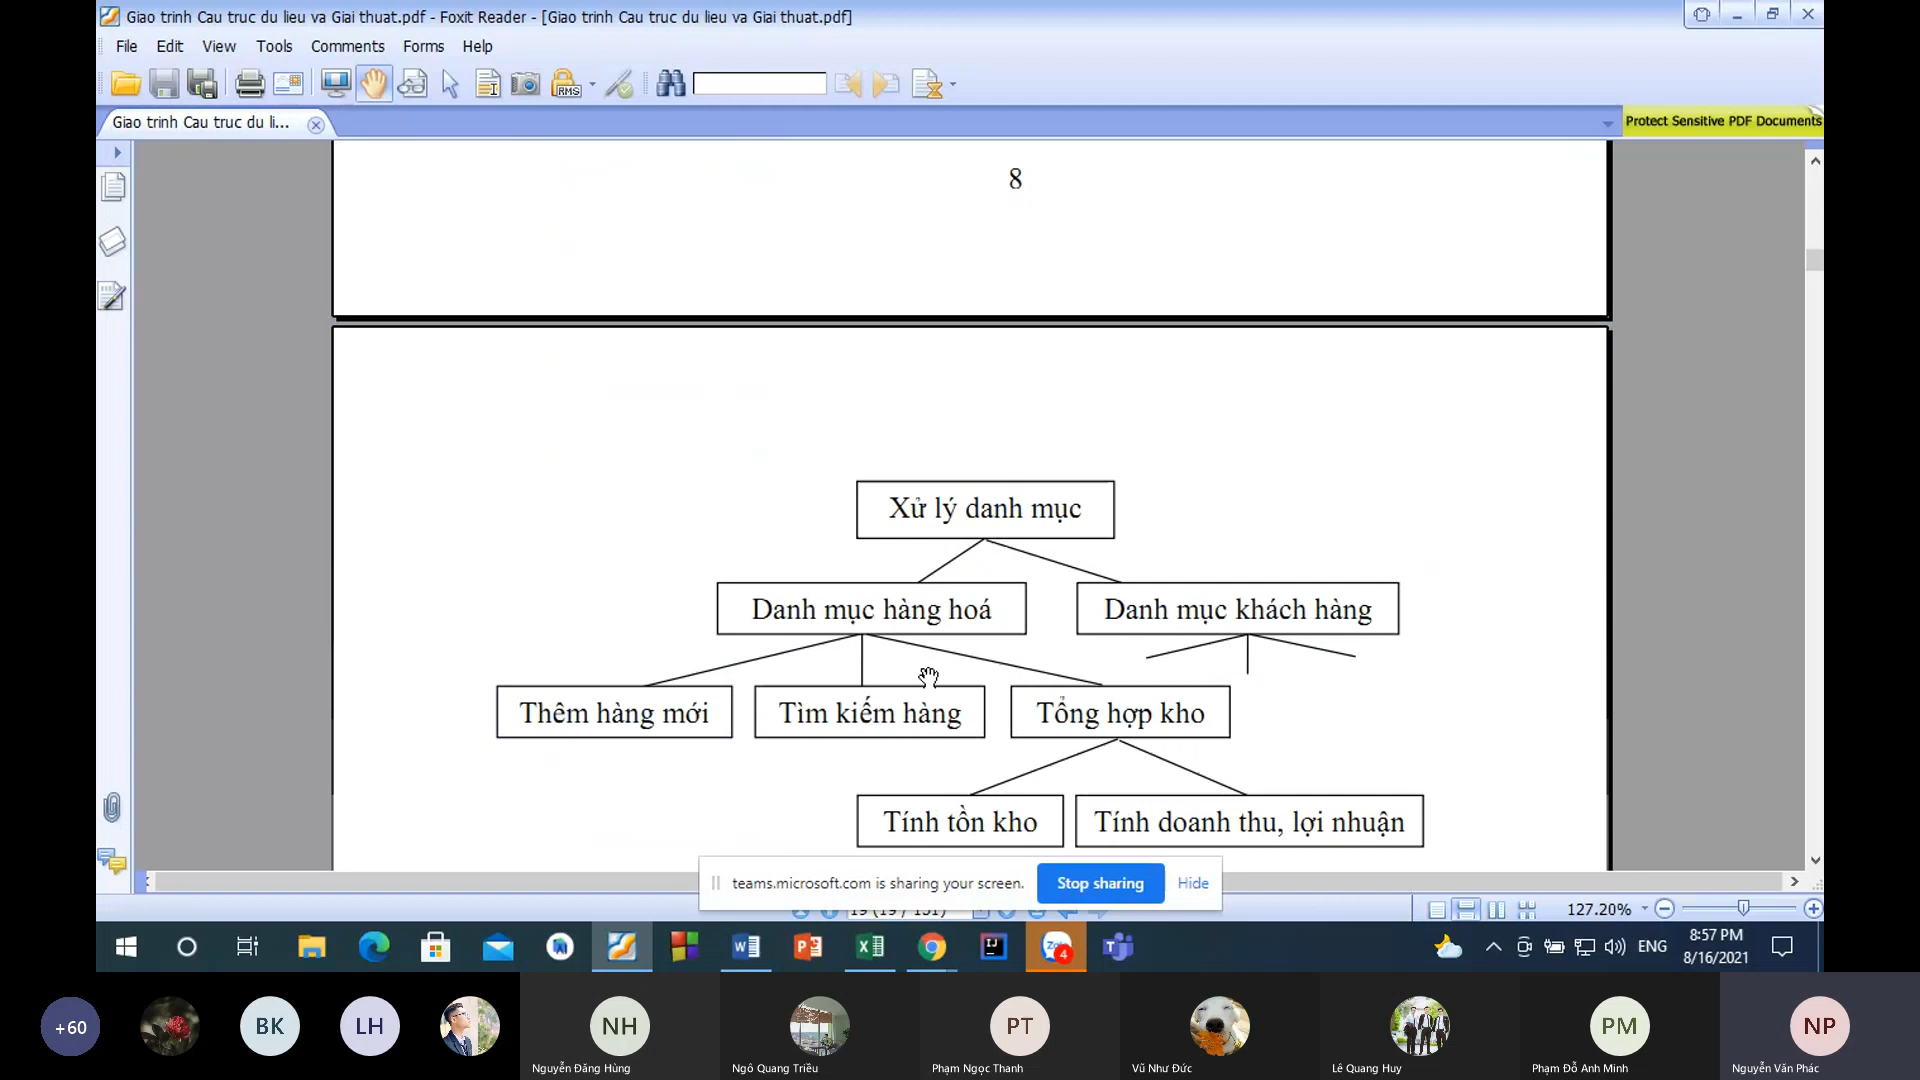 Giao trinh Cau truc du lieu va Giai thuat.pdf - Foxit Reader - [Giao trinh Cau truc du lieu va Giai thuat.pdf]
File Edit View Tools Comments Forms Help
RMS
Giao trinh Cau truc du li...
Protect Sensitive PDF Documents
8
Xử lý danh mục
Danh mục hàng hoá
Danh mục khách hàng
Thêm hàng mới
Tìm kiếm hàng
Tổng hợp kho
Tính tồn kho
Tính doanh thu, lợi nhuận
teams.microsoft.com is sharing your screen. Stop sharing Hide
19 (19 / 151)
127.20%
ENG
8:57 PM
8/16/2021
4
+60
BK
LH
NH
PT
PM
NP
Nguyễn Đăng Hùng
Ngô Quang Triều
Phạm Ngọc Thanh
Vũ Như Đức
Lê Quang Huy
Phạm Đỗ Anh Minh
Nguyễn Văn Phác